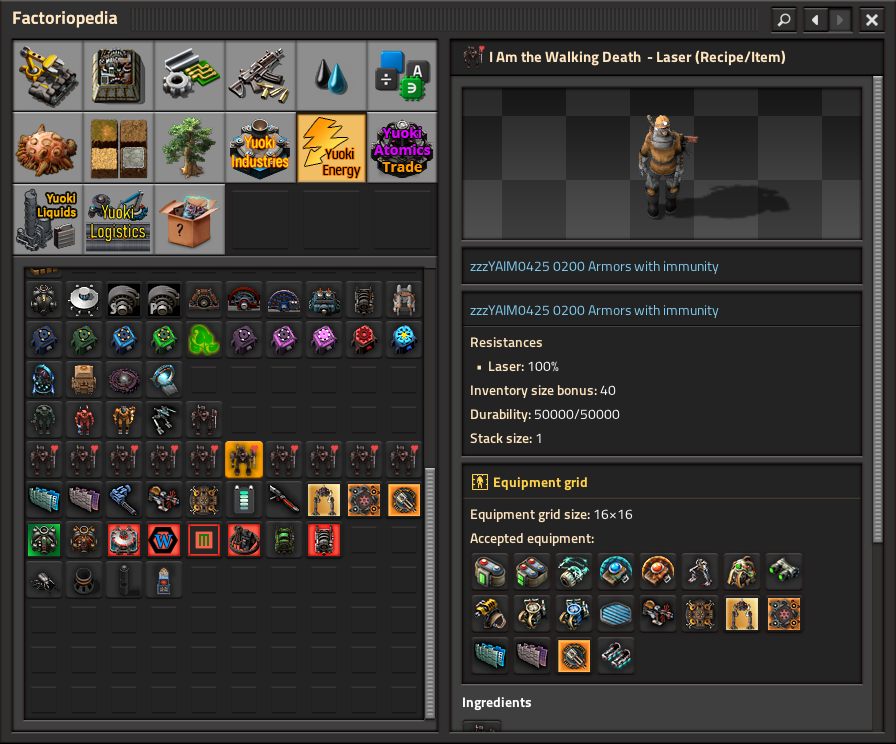 Factoriopedia
Yuoki
Industries
Yuoki
Energy
Yuoki
Atomics
Trade
Yuoki
Liquids
Yuoki
Logistics
?
I Am the Walking Death - Laser (Recipe/Item)
zzzYAIM0425 0200 Armors with immunity
zzzYAIM0425 0200 Armors with immunity
Resistances
• Laser: 100%
Inventory size bonus: 40
Durability: 50000/50000
Stack size: 1
Equipment grid
Equipment grid size: 16×16
Accepted equipment:
Ingredients